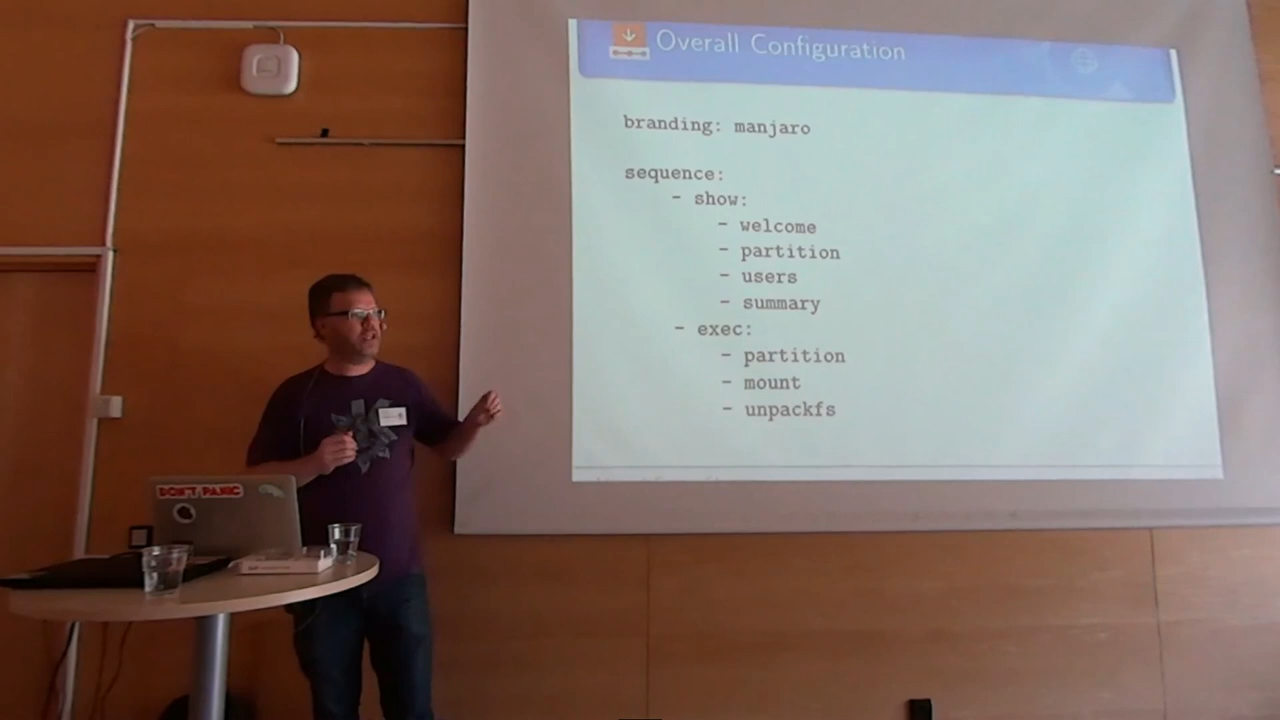 Overall Configuration
branding: manjaro
sequence:
- show:
- welcome
- partition
- users
- summary
- exec:
- partition
- mount
- unpackfs
DON'T PANIC